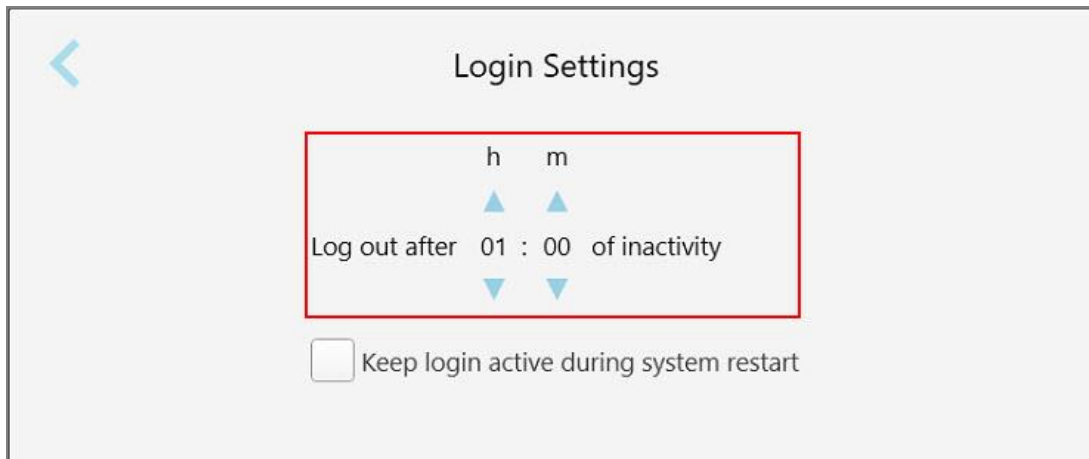 Login Settings
h m
Log out after 01 : 00 of inactivity
Keep login active during system restart